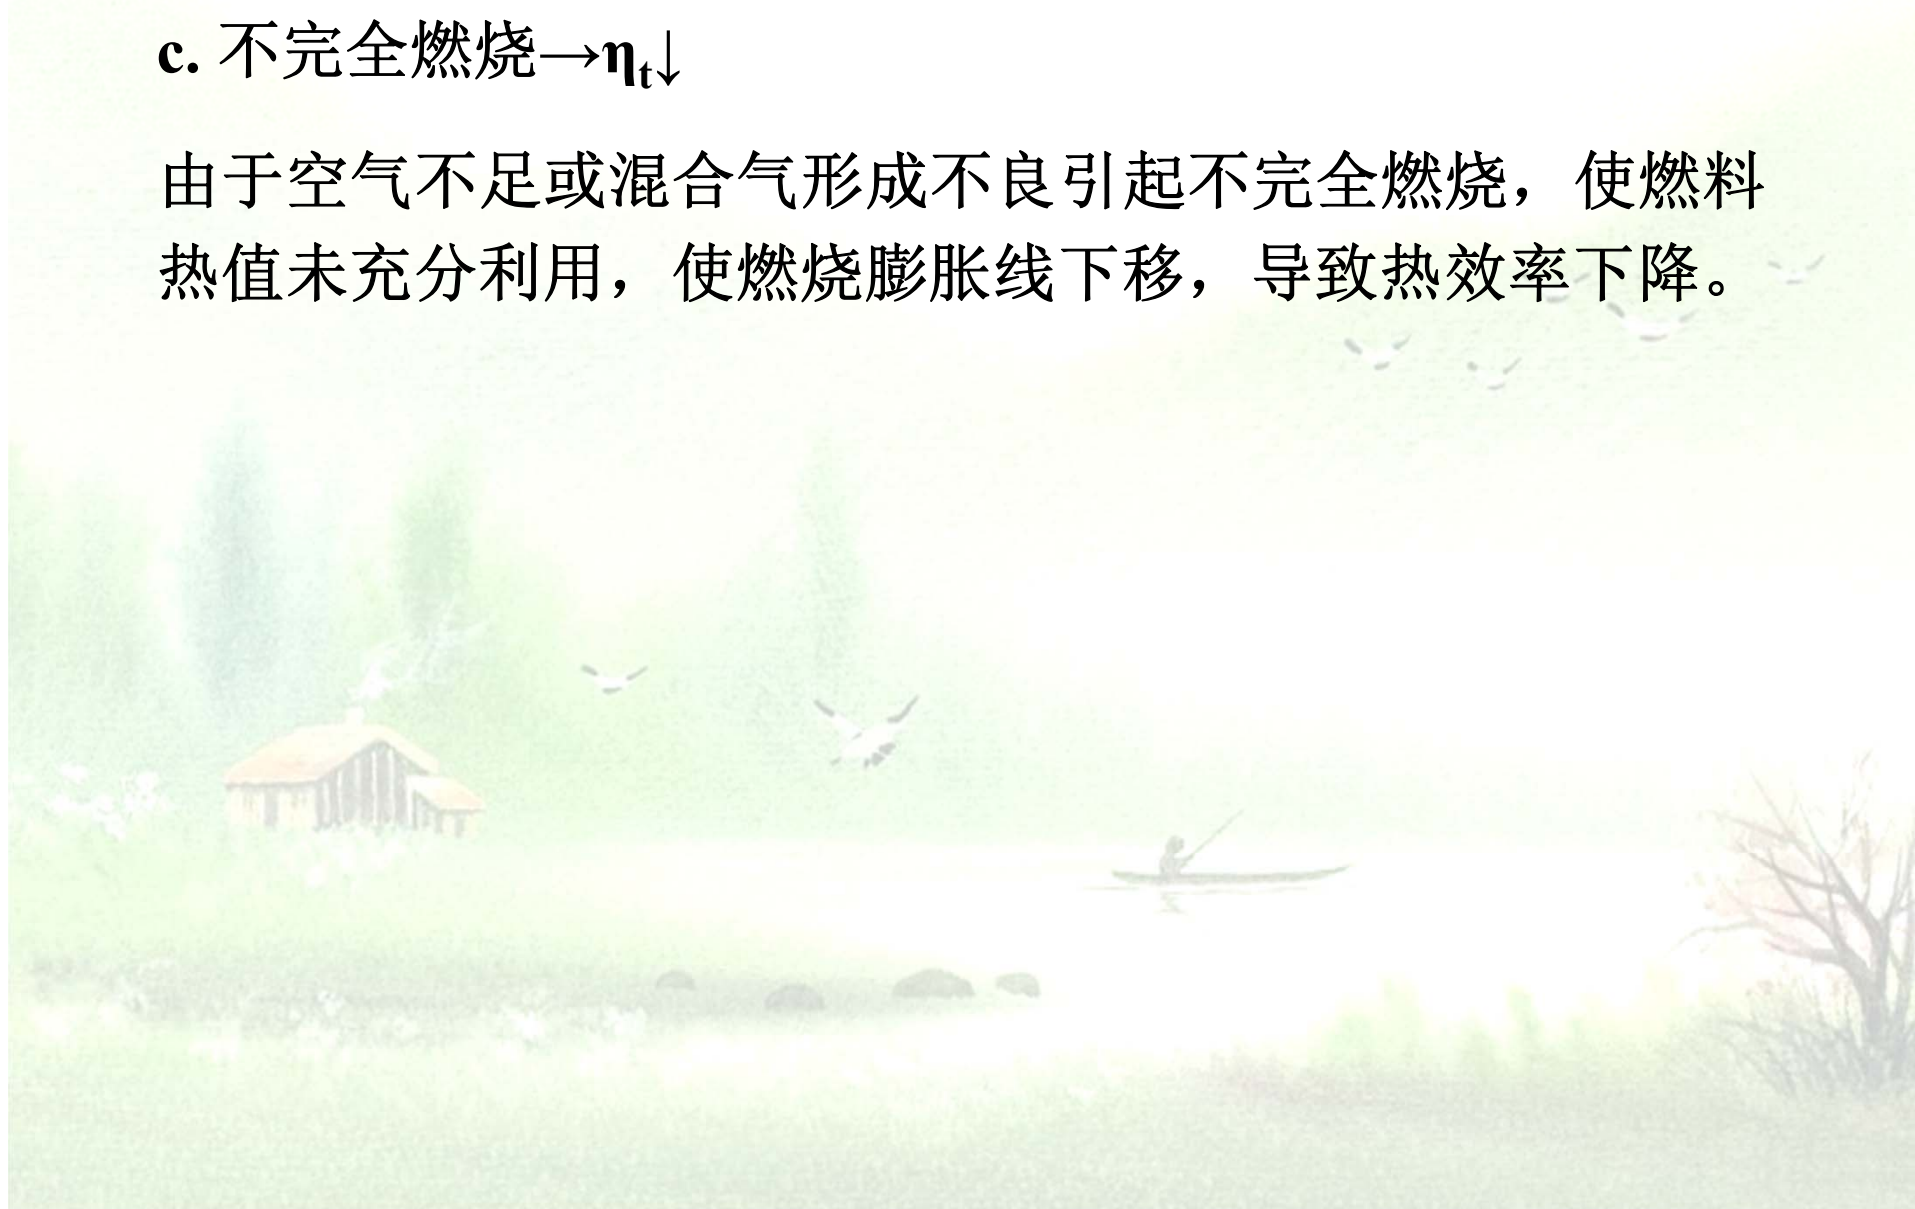 c. 不完全燃烧→ηt↓
由于空气不足或混合气形成不良引起不完全燃烧，使燃料
热值未充分利用，使燃烧膨胀线下移，导致热效率下降。